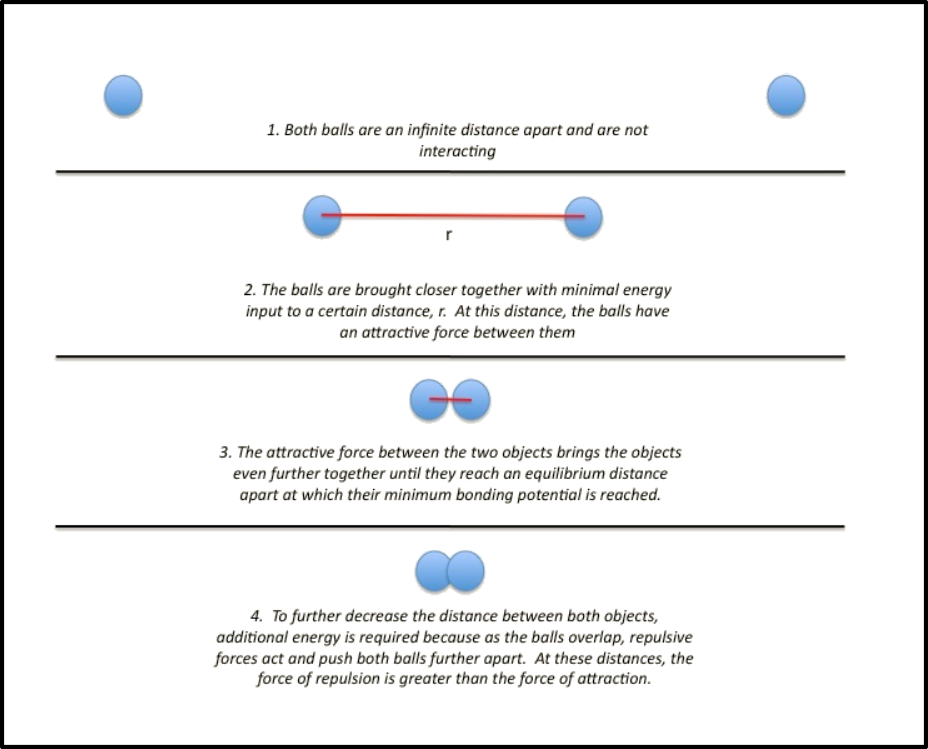 1. Both balls are an infinite distance apart and are not
interacting
r
2. The balls are brought closer together with minimal energy
input to a certain distance, r.  At this distance, the balls have
an attractive force between them
3. The attractive force between the two objects brings the objects
even further together until they reach an equilibrium distance
apart at which their minimum bonding potential is reached.
4.  To further decrease the distance between both objects,
additional energy is required because as the balls overlap, repulsive
forces act and push both balls further apart.  At these distances, the
force of repulsion is greater than the force of attraction.